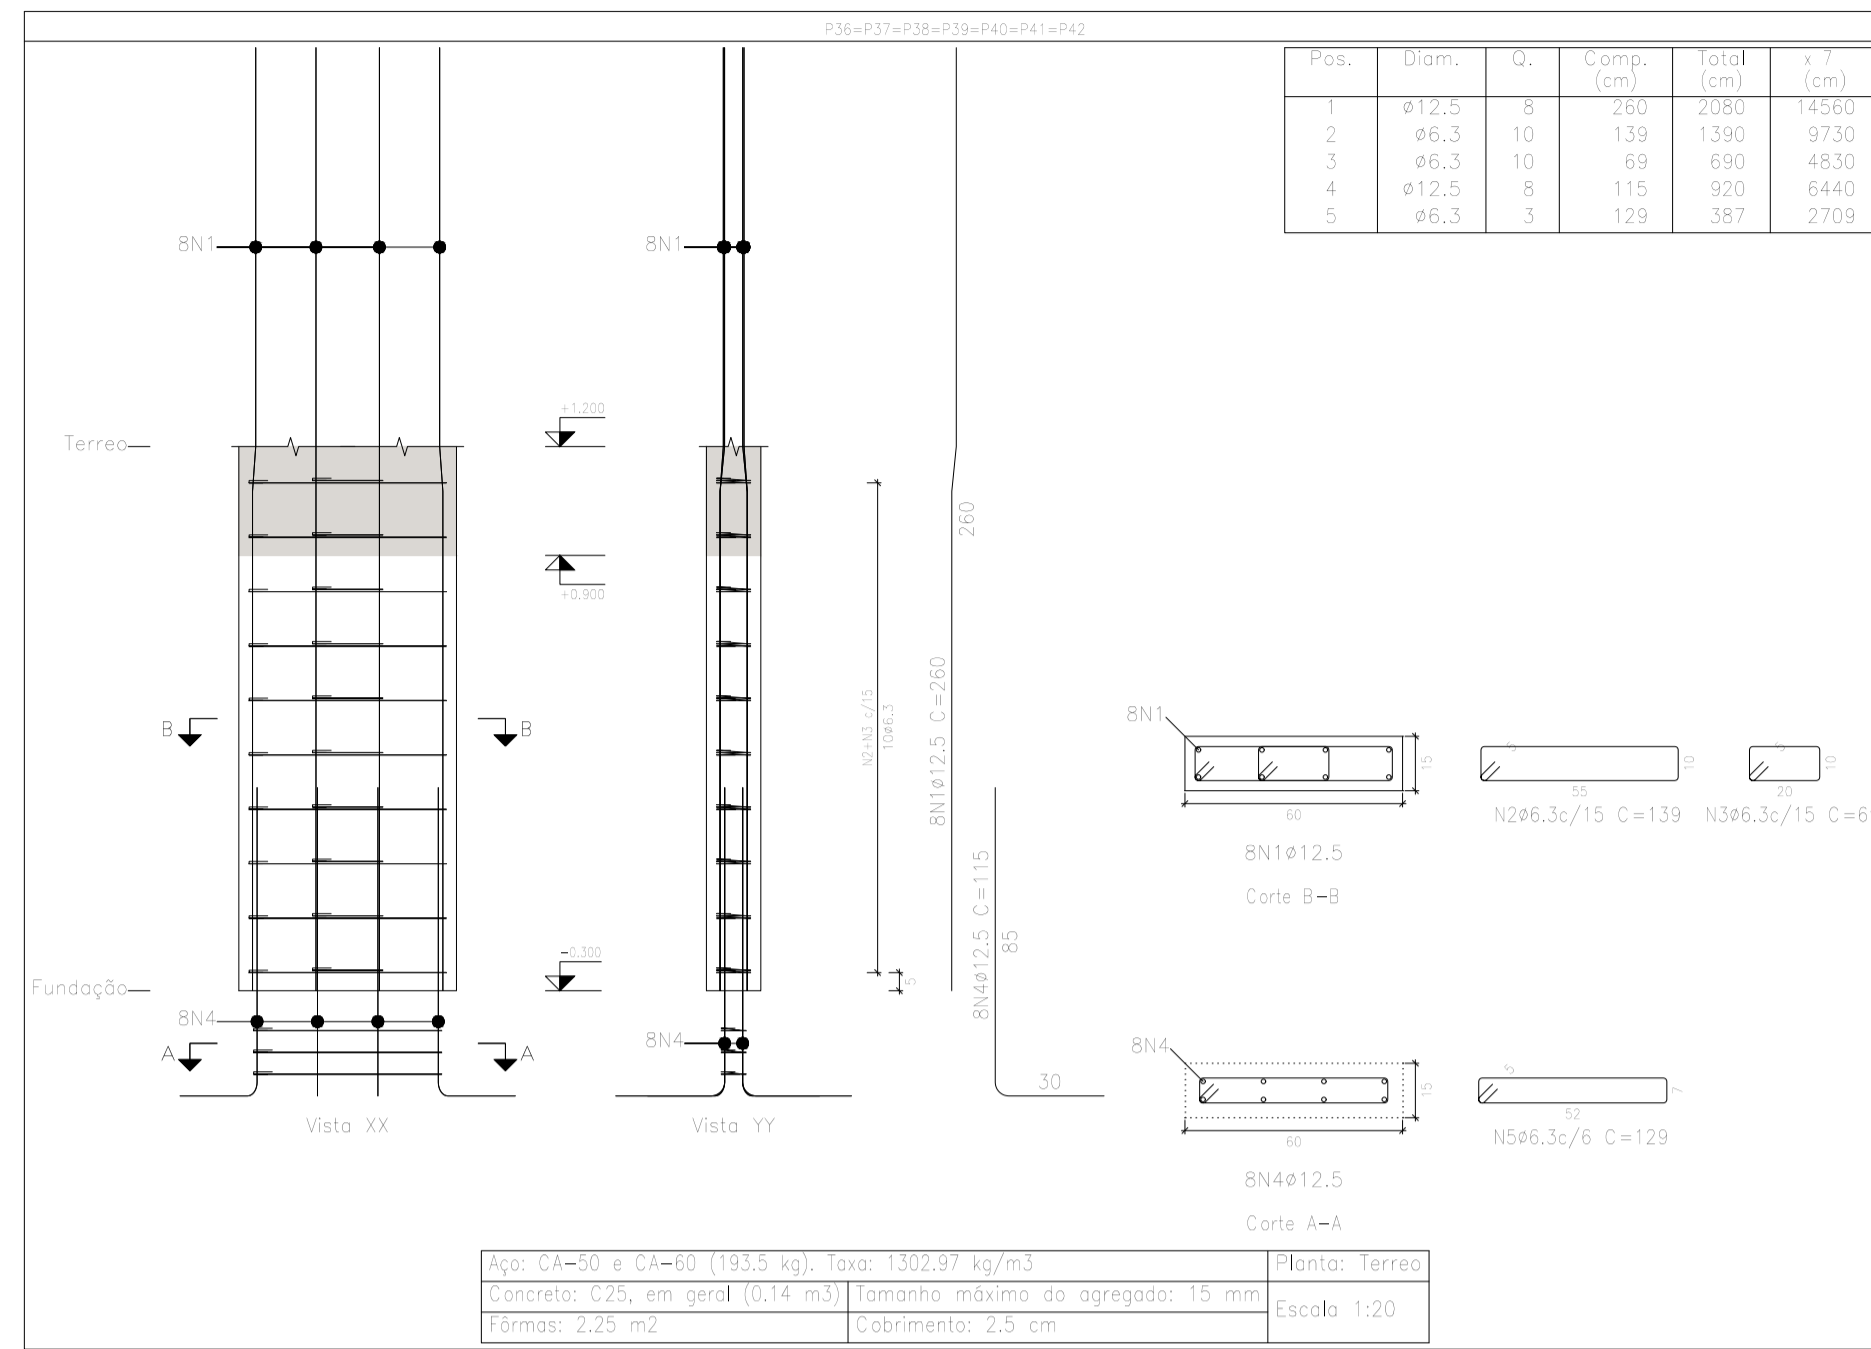 P36=P37=P38=P39=P40=P41=P42
Pos. Diam. Q. Comp. (cm) Total (cm) x 7 (cm)
1 ø12.5 8 260 2080 14560
2 ø6.3 10 139 1390 9730
3 ø6.3 10 69 690 4830
4 ø12.5 8 115 920 6440
5 ø6.3 3 129 387 2709
8N1
8N1
Terreo
+1.200
+0.900
260
N2+N3 c/15
10ø6.3
8N1ø12.5 C=260
B B
8N1
15
60
8N1ø12.5
Corte B-B
5
10
55
N2ø6.3c/15 C=139
5
10
20
N3ø6.3c/15 C=6
Fundação
-0.300
5
8N4ø12.5 C=115
85
30
8N4
8N4
A A
Vista XX
Vista YY
8N4
15
60
8N4ø12.5
Corte A-A
5
7
52
N5ø6.3c/6 C=129
Aço: CA-50 e CA-60 (193.5 kg). Taxa: 1302.97 kg/m3
Planta: Terreo
Concreto: C25, em geral (0.14 m3)
Tamanho máximo do agregado: 15 mm
Escala 1:20
Fôrmas: 2.25 m2
Cobrimento: 2.5 cm